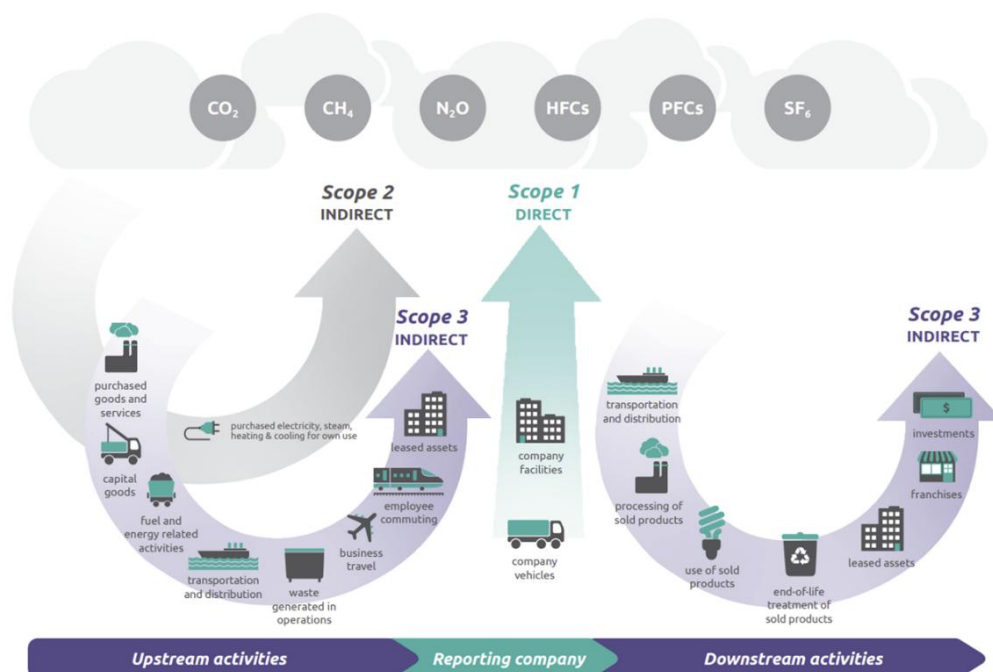 CO₂
CH₄
N₂O
HFCs
PFCs
SF₆
Scope 2
INDIRECT
Scope 1
DIRECT
Scope 3
INDIRECT
Scope 3
INDIRECT
purchased
goods and
services
capital
goods
fuel and
energy related
activities
transportation
and distribution
waste
generated in
operations
business
travel
employee
commuting
leased assets
purchased electricity, steam,
heating & cooling for own use
company
facilities
company
vehicles
transportation
and distribution
processing of
sold products
use of sold
products
end-of-life
treatment of
sold products
leased assets
franchises
investments
$
Upstream activities
Reporting company
Downstream activities